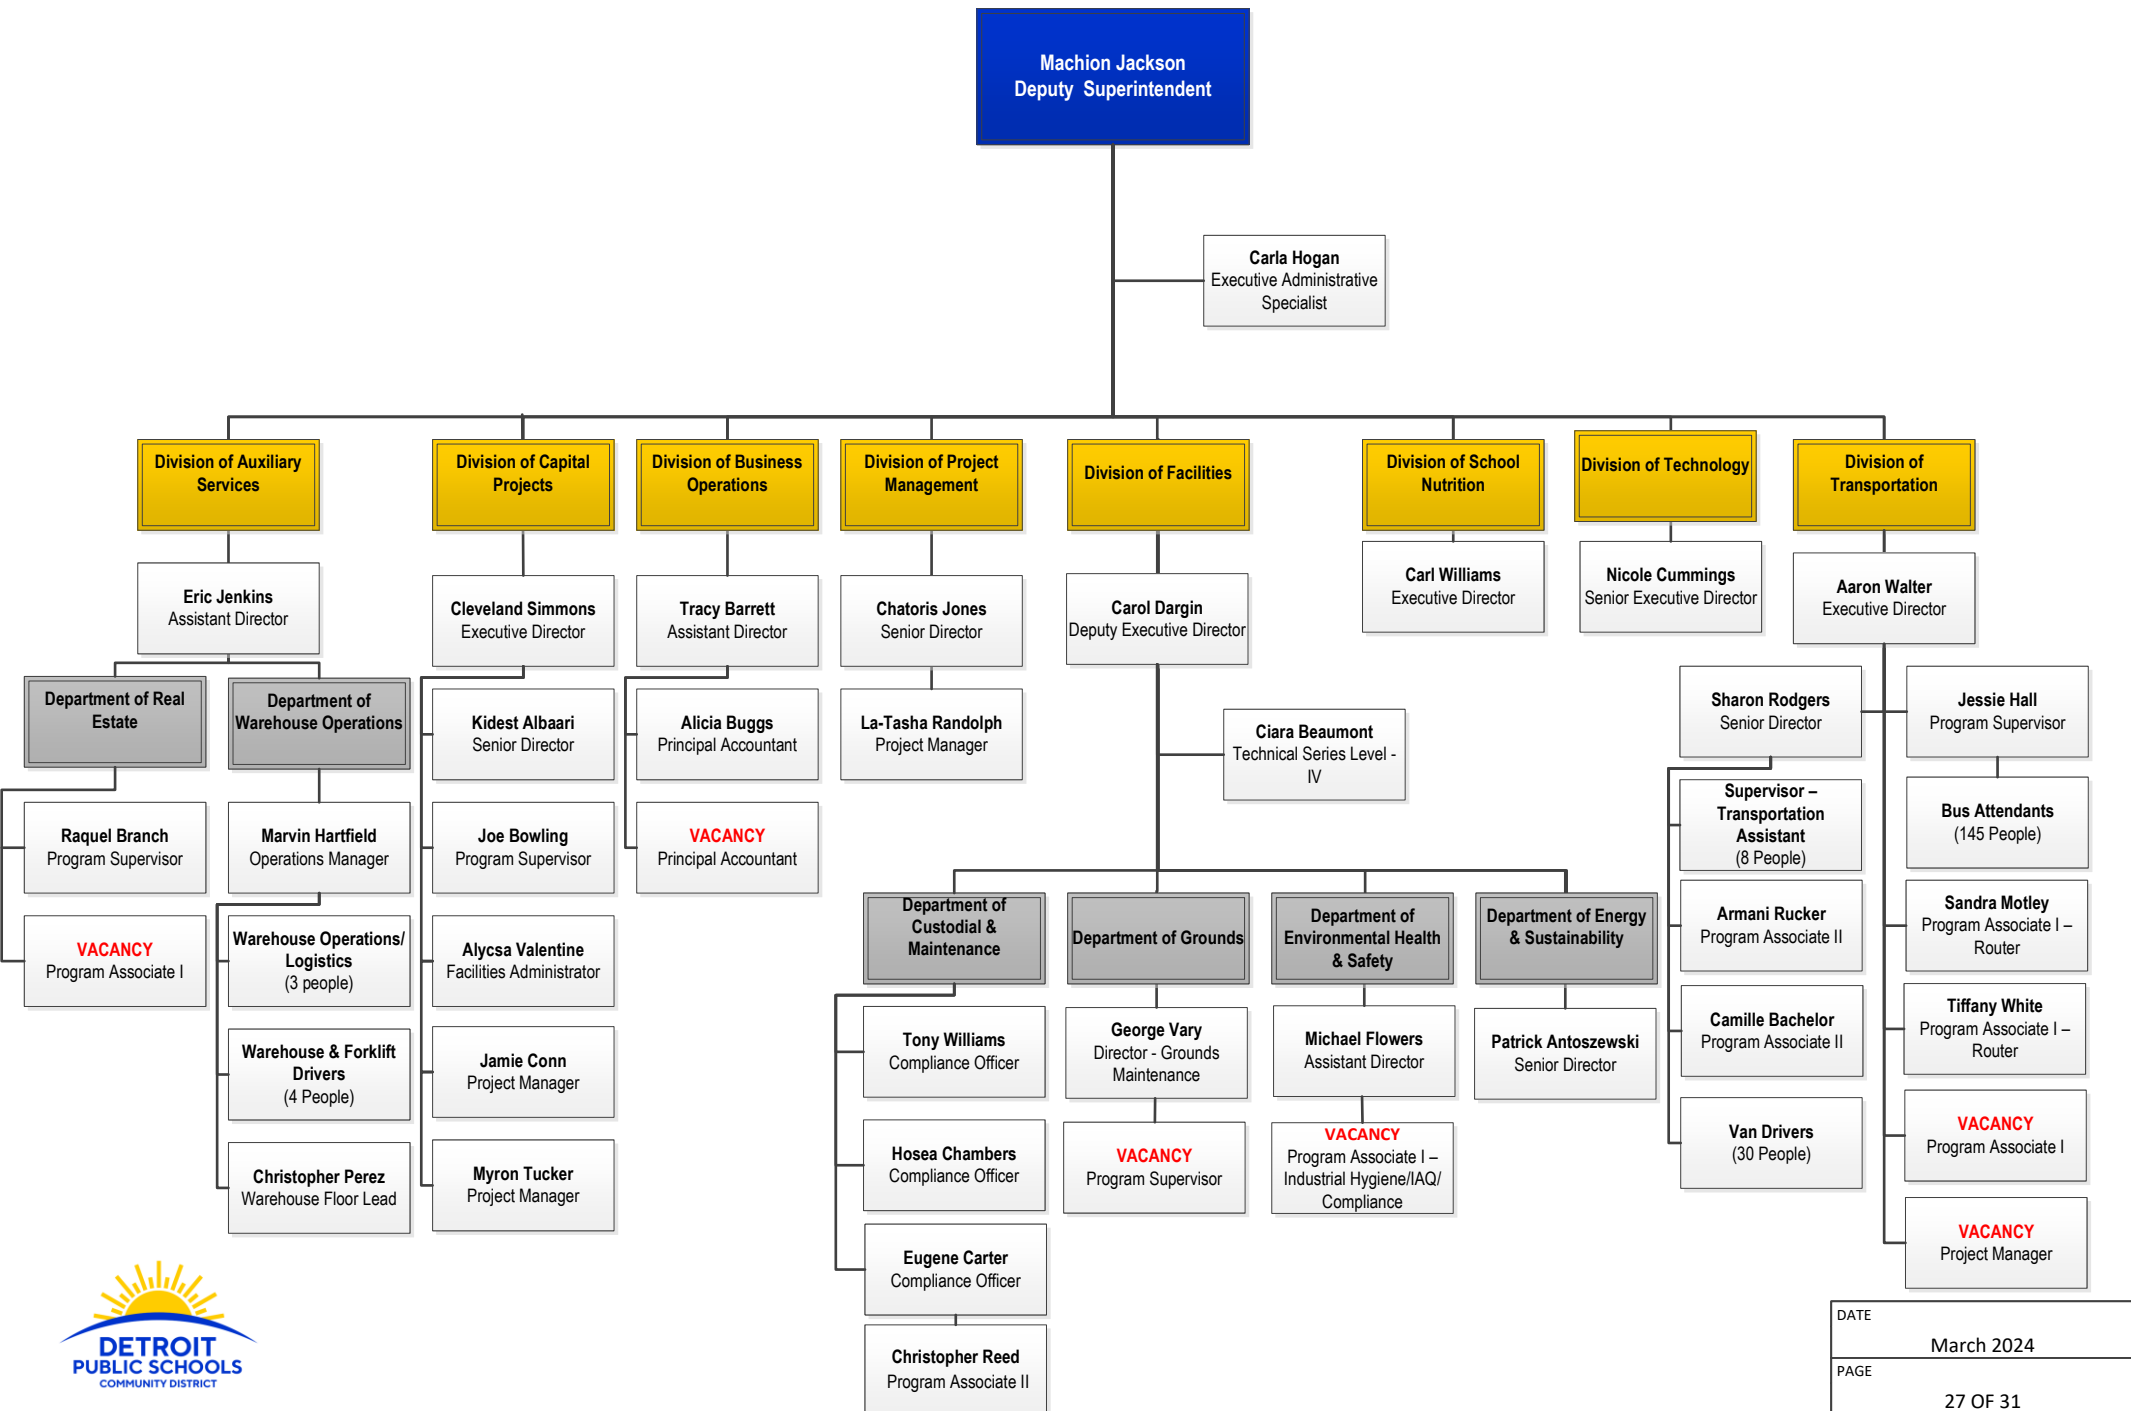 Machion Jackson
Deputy Superintendent
Carla Hogan
Executive Administrative
Specialist
Division of Auxiliary
Services
Division of Capital
Projects
Division of Business
Operations
Division of Project
Management
Division of Facilities
Division of School
Nutrition
Division of Technology
Division of
Transportation
Eric Jenkins
Assistant Director
Cleveland Simmons
Executive Director
Tracy Barrett
Assistant Director
Chatoris Jones
Senior Director
Carol Dargin
Deputy Executive Director
Carl Williams
Executive Director
Nicole Cummings
Senior Executive Director
Aaron Walter
Executive Director
Department of Real
Estate
Department of
Warehouse Operations
Kidest Albaari
Senior Director
Alicia Buggs
Principal Accountant
La-Tasha Randolph
Project Manager
Ciara Beaumont
Technical Series Level -
IV
Sharon Rodgers
Senior Director
Jessie Hall
Program Supervisor
Raquel Branch
Program Supervisor
Marvin Hartfield
Operations Manager
Joe Bowling
Program Supervisor
VACANCY
Principal Accountant
Supervisor –
Transportation
Assistant
(8 People)
Bus Attendants
(145 People)
VACANCY
Program Associate I
Warehouse Operations/
Logistics
(3 people)
Alycsa Valentine
Facilities Administrator
Department of
Custodial &
Maintenance
Department of Grounds
Department of
Environmental Health
& Safety
Department of Energy
& Sustainability
Armani Rucker
Program Associate II
Sandra Motley
Program Associate I –
Router
Warehouse & Forklift
Drivers
(4 People)
Jamie Conn
Project Manager
Tony Williams
Compliance Officer
George Vary
Director - Grounds
Maintenance
Michael Flowers
Assistant Director
Patrick Antoszewski
Senior Director
Camille Bachelor
Program Associate II
Tiffany White
Program Associate I –
Router
Christopher Perez
Warehouse Floor Lead
Myron Tucker
Project Manager
Hosea Chambers
Compliance Officer
VACANCY
Program Supervisor
VACANCY
Program Associate I –
Industrial Hygiene/IAQ/
Compliance
Van Drivers
(30 People)
VACANCY
Program Associate I
Eugene Carter
Compliance Officer
VACANCY
Project Manager
Christopher Reed
Program Associate II
DETROIT
PUBLIC SCHOOLS
COMMUNITY DISTRICT
DATE
March 2024
PAGE
27 OF 31